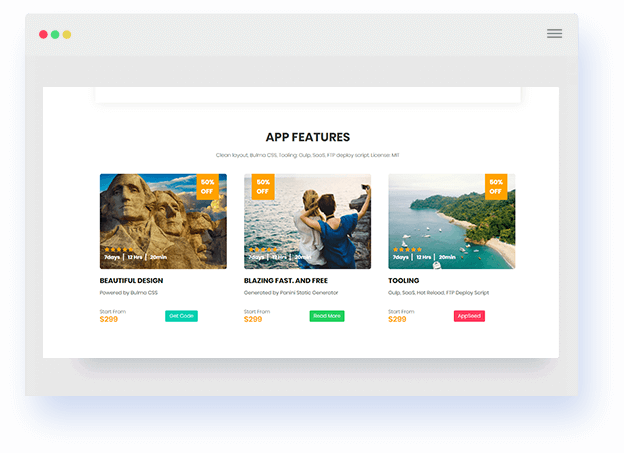 APP FEATURES
Clean layout, Bulma CSS, Tooling: Gulp, SaaS, FTP deploy script. License: MIT
50%
OFF
7days | 12 Hrs | 20min
BEAUTIFUL DESIGN
Powered by Bulma CSS
Start From
$299
Get Code
50%
OFF
7days | 12 Hrs | 20min
BLAZING FAST. AND FREE
Generated by Panini Static Generator
Start From
$299
Read More
50%
OFF
7days | 12 Hrs | 20min
TOOLING
Gulp, SaaS, Hot Reload, FTP Deploy Script
Start From
$299
AppSeed